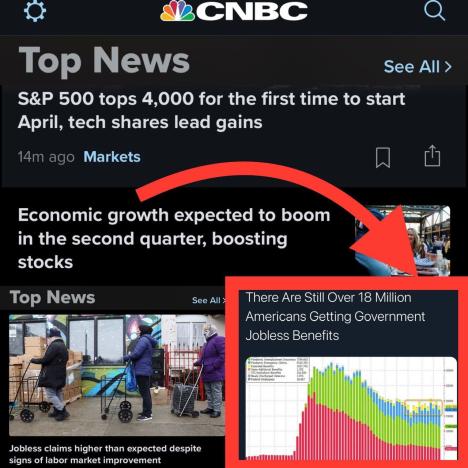 CNBC
Top News
See All >
S&P 500 tops 4,000 for the first time to start
April, tech shares lead gains
14m ago Markets
Economic growth expected to boom
in the second quarter, boosting
stocks
Top News
See All >
There Are Still Over 18 Million
Americans Getting Government
Jobless Benefits
Jobless claims higher than expected despite
signs of labor market improvement